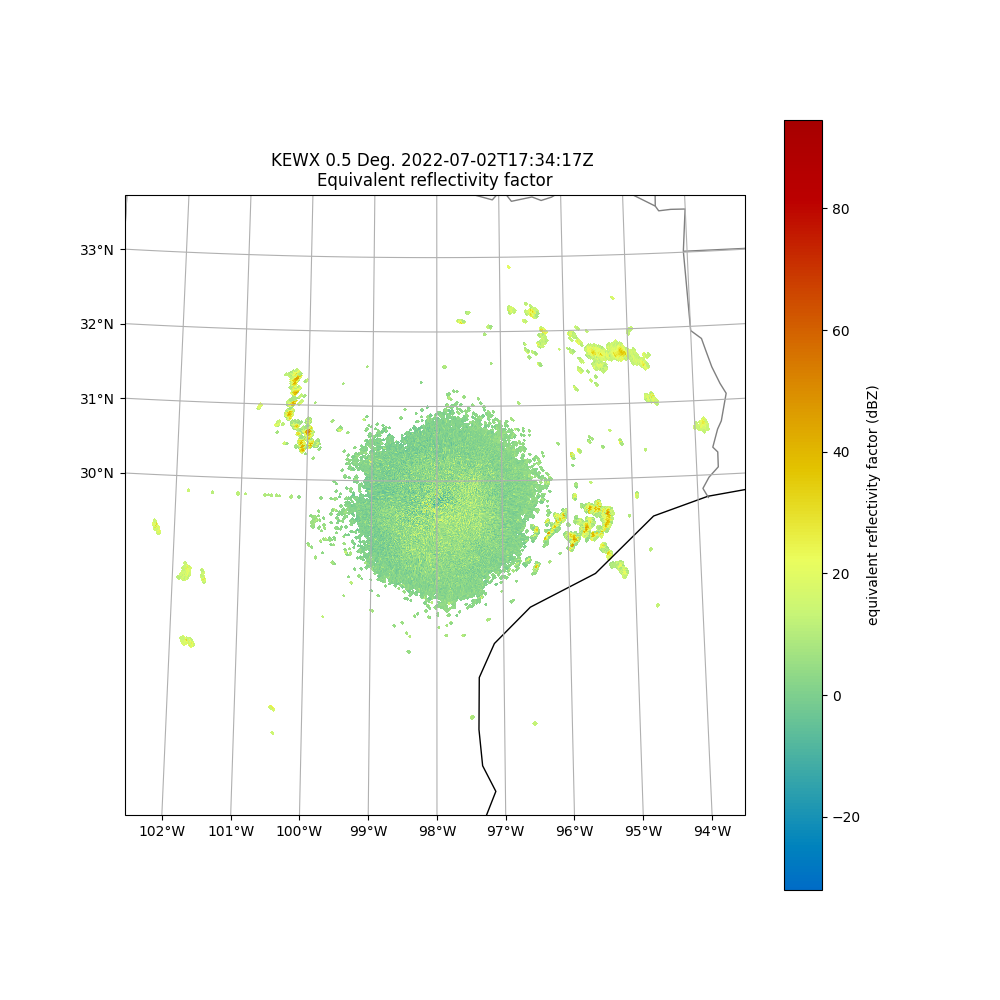 KEWX 0.5 Deg. 2022-07-02T17:34:17Z
Equivalent reflectivity factor
33°N
32°N
31°N
30°N
102°W 101°W 100°W 99°W 98°W 97°W 96°W 95°W 94°W
80
60
40
20
0
−20
equivalent reflectivity factor (dBZ)